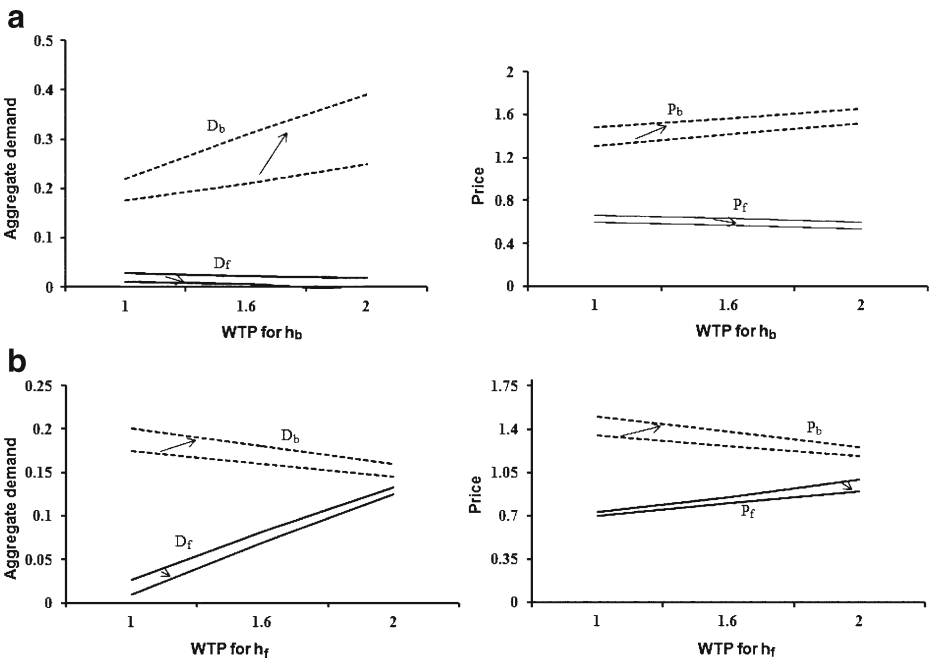 a
0.5
0.4
0.3
0.2
0.1
0
Aggregate demand
Db
Df
1
1.6
2
WTP for hb
2
1.6
1.2
0.8
0.4
0
Price
Pb
Pf
1
1.6
2
WTP for hb
b
0.25
0.2
0.15
0.1
0.05
0
Aggregate demand
Db
Df
1
1.6
2
WTP for hf
1.75
1.4
1.05
0.7
0.35
0
Price
Pb
Pf
1
1.6
2
WTP for hf